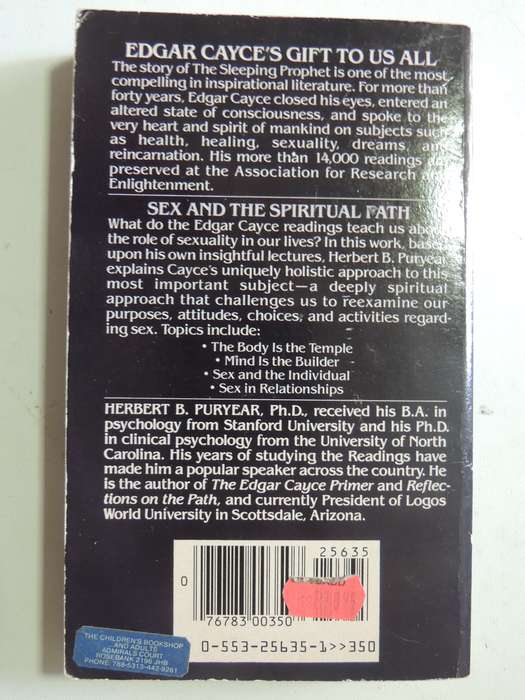 EDGAR CAYCE'S GIFT TO US ALL
The story of The Sleeping Prophet is one of the most
compelling in inspirational literature. For more than
forty years, Edgar Cayce closed his eyes, entered an
altered state of consciousness, and spoke to the
very heart and spirit of mankind on subjects such
as health, healing, sexuality, dreams, and
reincarnation. His more than 14,000 readings
preserved at the Association for Research and
Enlightenment.
SEX AND THE SPIRITUAL PATH
What do the Edgar Cayce readings teach us about
the role of sexuality in our lives? In this work, based
upon his own insightful lectures, Herbert B. Puryear
explains Cayce's uniquely holistic approach to this
most important subject—a deeply spiritual
approach that challenges us to reexamine our
purposes, attitudes, choices, and activities regard-
ing sex. Topics include:
• The Body Is the Temple
• Mind Is the Builder
• Sex and the Individual
• Sex in Relationships
HERBERT B. PURYEAR, Ph.D., received his B.A. in
psychology from Stanford University and his Ph.D.
in clinical psychology from the University of North
Carolina. His years of studying the Readings have
made him a popular speaker across the country. He
is the author of The Edgar Cayce Primer and Reflec-
tions on the Path, and currently President of Logos
World University in Scottsdale, Arizona.
25635
0
76783 00350
0-553-25635-1>>350
THE CHILDREN'S BOOKSHOP
AND ADULTS
ADMIRALS COURT
ROSEBANK 2196 JHB
PHONE: 788-5313-442-9261